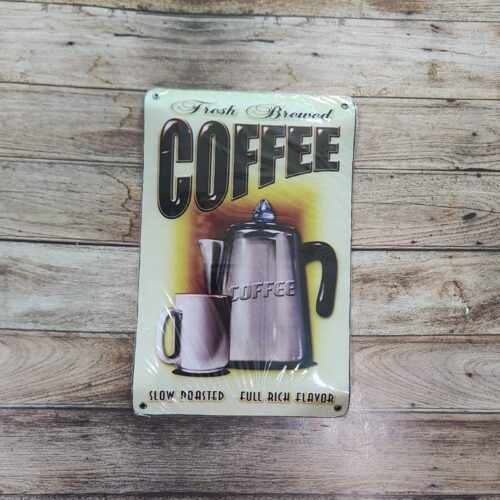 Fresh Brewed
COFFEE
COFFEE
SLOW ROASTED FULL RICH FLAVOR